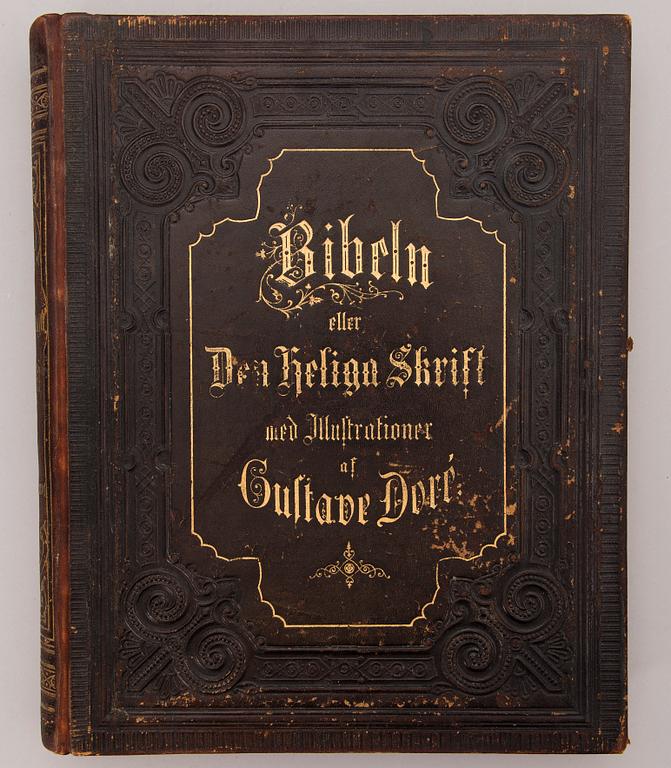 Bibeln
eller
Den Heliga Skrift
med Illustrationer
af
Gustave Doré.